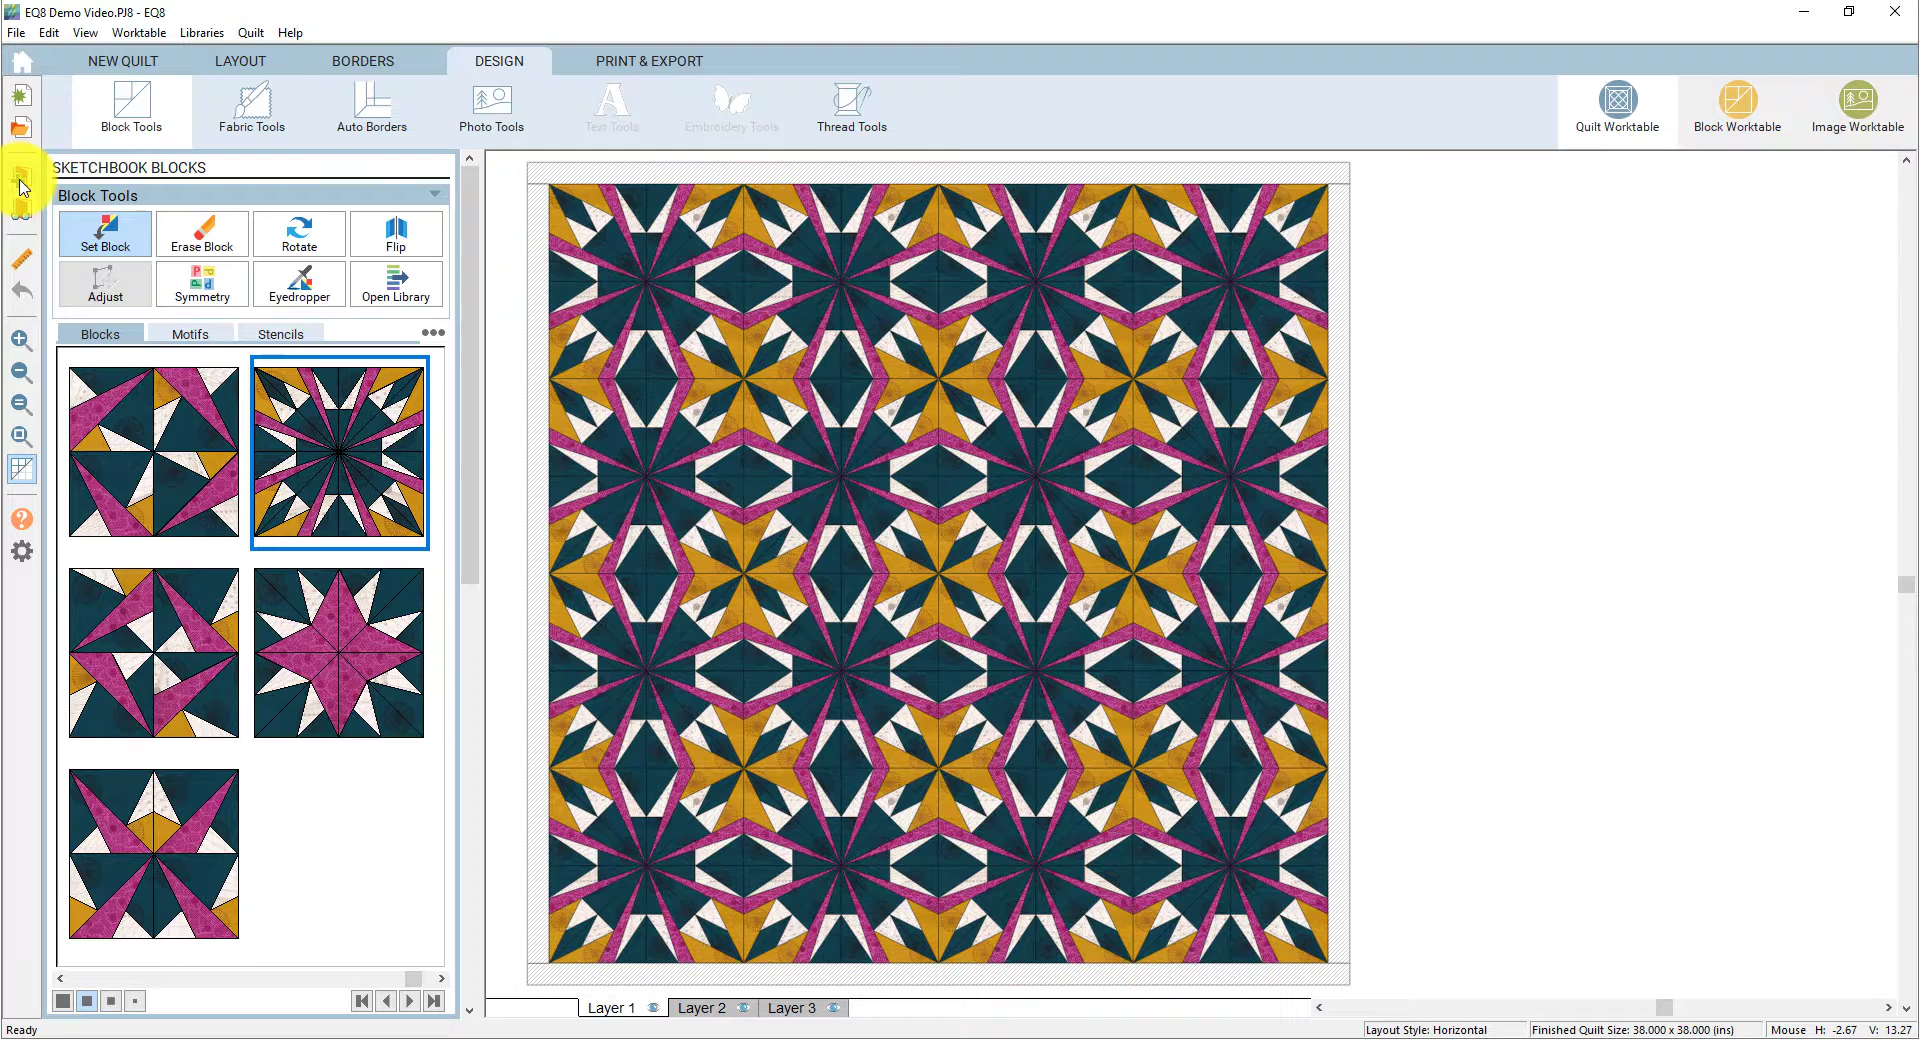 EQ8 Demo Video.PJ8 - EQ8
File Edit View Worktable Libraries Quilt Help
NEW QUILT LAYOUT BORDERS DESIGN PRINT & EXPORT
Block Tools Fabric Tools Auto Borders Photo Tools Text Tools Embroidery Tools Thread Tools Quilt Worktable Block Worktable Image Worktable
SKETCHBOOK BLOCKS
Block Tools
Set Block Erase Block Rotate Flip
Adjust Symmetry Eyedropper Open Library
Blocks Motifs Stencils
Layer 1 Layer 2 Layer 3
Ready Layout Style: Horizontal Finished Quilt Size: 38.000 x 38.000 (ins) Mouse H: -2.67 V: 13.27